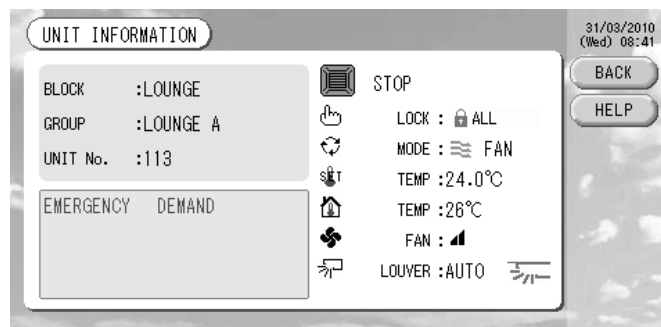 UNIT INFORMATION
31/03/2010
(Wed) 08:41
BACK
HELP
BLOCK :LOUNGE
GROUP :LOUNGE A
UNIT No. :113
EMERGENCY DEMAND
STOP
LOCK : ALL
MODE : FAN
S T TEMP :24.0℃
TEMP :26℃
FAN :
LOUVER :AUTO